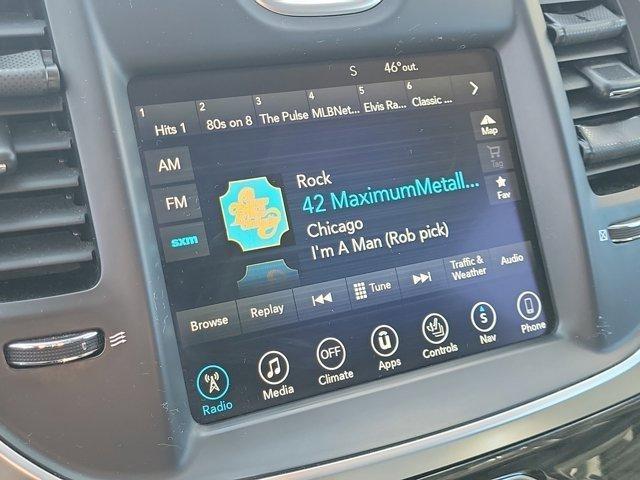 S 46°out.
1 Hits 1 2 80s on 8 3 The Pulse 4 MLBNet... 5 Elvis Ra... 6 Classic ...
AM
FM
sxm
Rock
42 MaximumMetall...
Chicago
I'm A Man (Rob pick)
Map
Tag
Fav
Browse Replay Tune Traffic & Weather Audio
Radio Media OFF Climate Apps Controls S Nav Phone